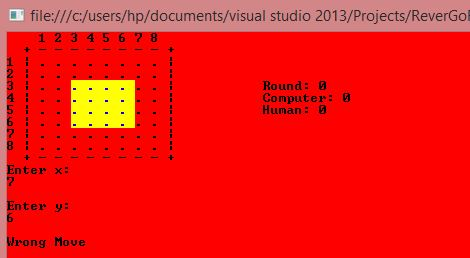 file:///c:/users/hp/documents/visual studio 2013/Projects/ReverGo
1 2 3 4 5 6 7 8
+ - - - - - - - - +
1 ¦ . . . . . . . . ¦
2 ¦ . . . . . . . . ¦
3 ¦ . . . . . . . . ¦ Round: 0
4 ¦ . . . . . . . . ¦ Computer: 0
5 ¦ . . . . . . . . ¦ Human: 0
6 ¦ . . . . . . . . ¦
7 ¦ . . . . . . . . ¦
8 ¦ . . . . . . . . ¦
+ - - - - - - - - +
Enter x:
7
Enter y:
6
Wrong Move